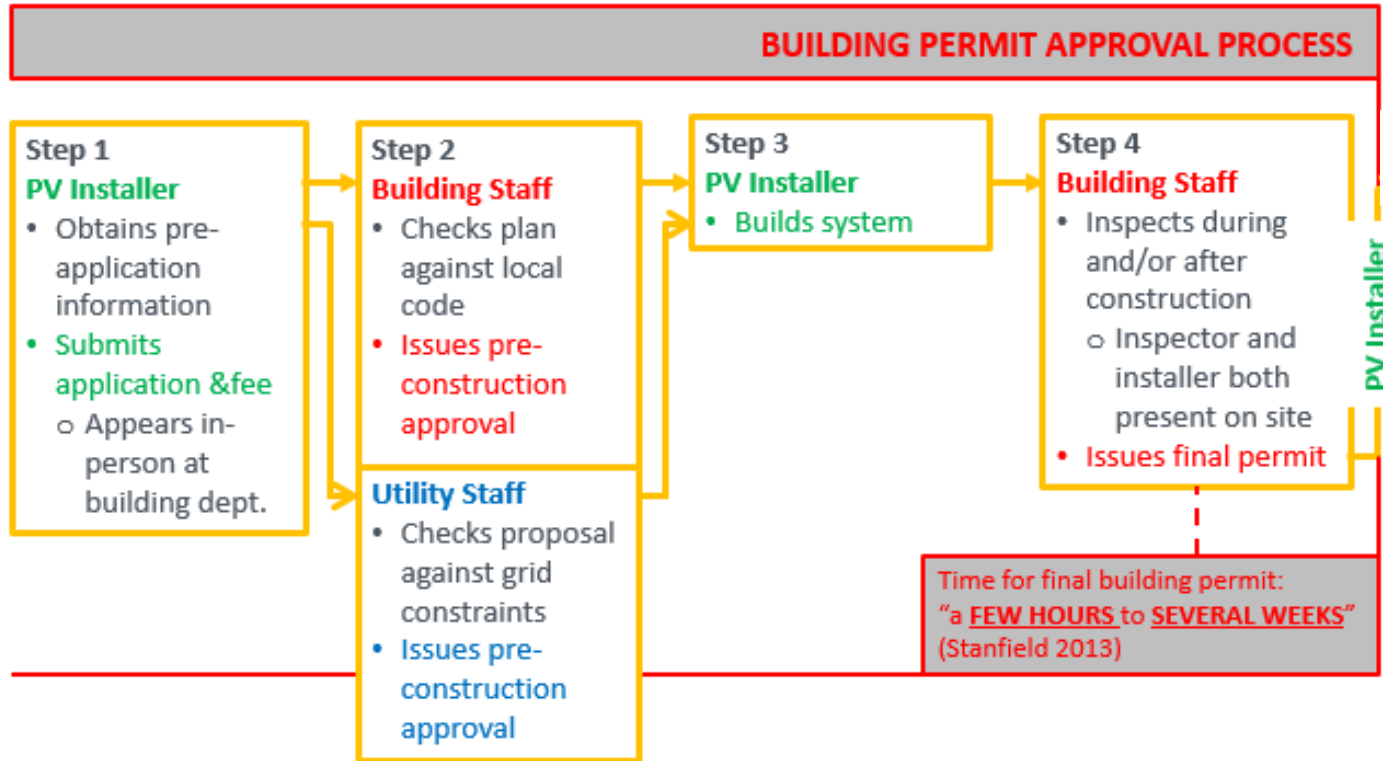 BUILDING PERMIT APPROVAL PROCESS
Step 1
PV Installer
• Obtains pre-
application
information
• Submits
application &fee
o Appears in-
person at
building dept.
Step 2
Building Staff
• Checks plan
against local
code
• Issues pre-
construction
approval
Utility Staff
• Checks proposal
against grid
constraints
• Issues pre-
construction
approval
Step 3
PV Installer
• Builds system
Step 4
Building Staff
• Inspects during
and/or after
construction
o Inspector and
installer both
present on site
• Issues final permit
PV Installer
Time for final building permit:
“a FEW HOURS to SEVERAL WEEKS”
(Stanfield 2013)